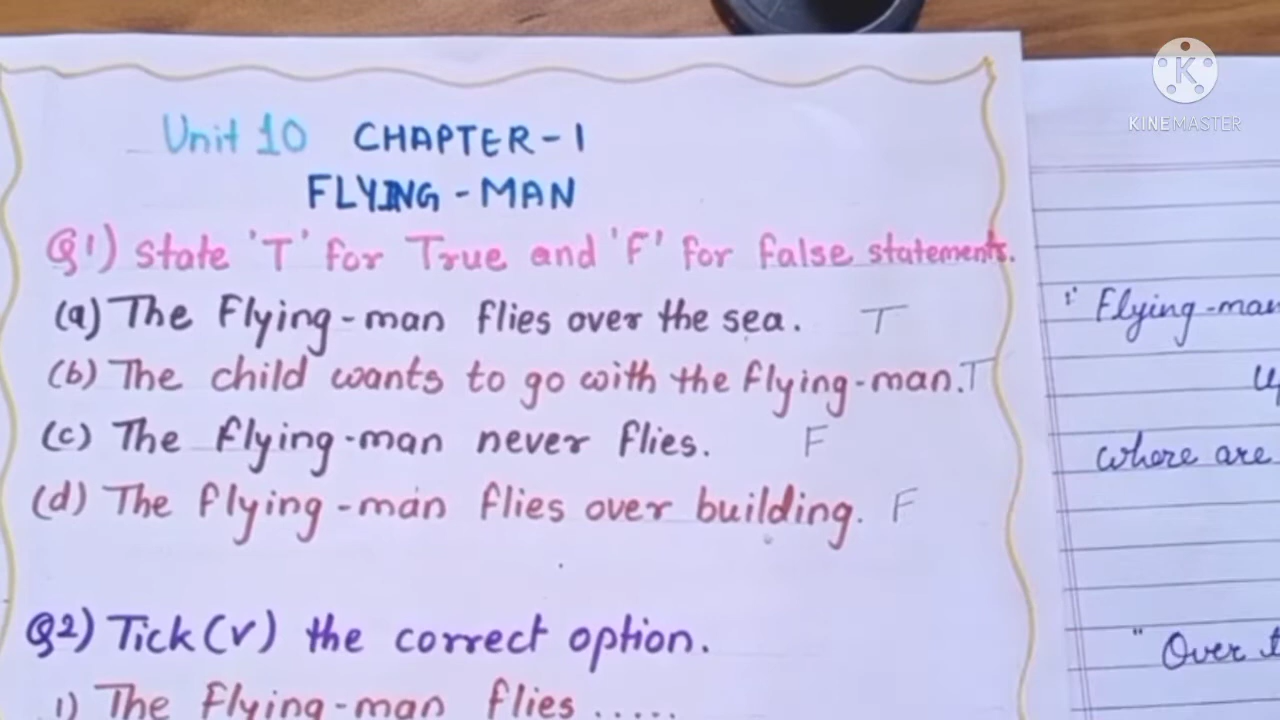 KINEMASTER
Unit 10 CHAPTER-1
FLYING-MAN
Q1) State 'T' for True and 'F' for false statements.
(a) The Flying-man flies over the sea. T
(b) The child wants to go with the flying-man. T
(c) The flying-man never flies. F
(d) The flying-man flies over building. F
Q2) Tick (√) the correct option.
1) The flying-man flies .....
" Flying-man
where are
" Over